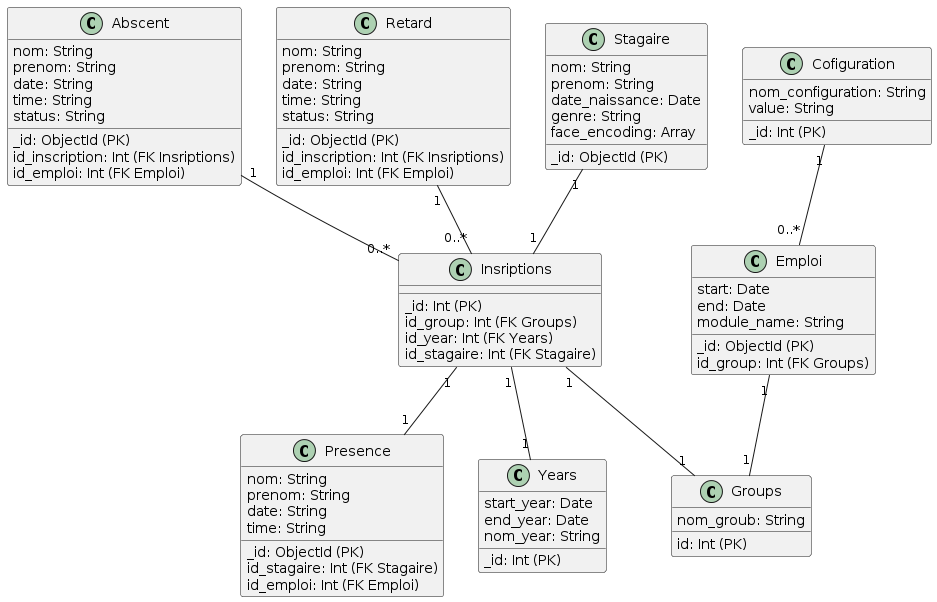 C Abscent
nom: String
prenom: String
date: String
time: String
status: String
_id: ObjectId (PK)
id_inscription: Int (FK Insriptions)
id_emploi: Int (FK Emploi)
C Retard
nom: String
prenom: String
date: String
time: String
status: String
_id: ObjectId (PK)
id_inscription: Int (FK Insriptions)
id_emploi: Int (FK Emploi)
C Stagaire
nom: String
prenom: String
date_naissance: Date
genre: String
face_encoding: Array
_id: ObjectId (PK)
C Cofiguration
nom_configuration: String
value: String
_id: Int (PK)
1
1
1
1
0..*
0..*
1
0..*
C Insriptions
_id: Int (PK)
id_group: Int (FK Groups)
id_year: Int (FK Years)
id_stagaire: Int (FK Stagaire)
C Emploi
start: Date
end: Date
module_name: String
_id: ObjectId (PK)
id_group: Int (FK Groups)
1
1
1
1
1
1
1
1
C Presence
nom: String
prenom: String
date: String
time: String
_id: ObjectId (PK)
id_stagaire: Int (FK Stagaire)
id_emploi: Int (FK Emploi)
C Years
start_year: Date
end_year: Date
nom_year: String
_id: Int (PK)
C Groups
nom_groub: String
id: Int (PK)